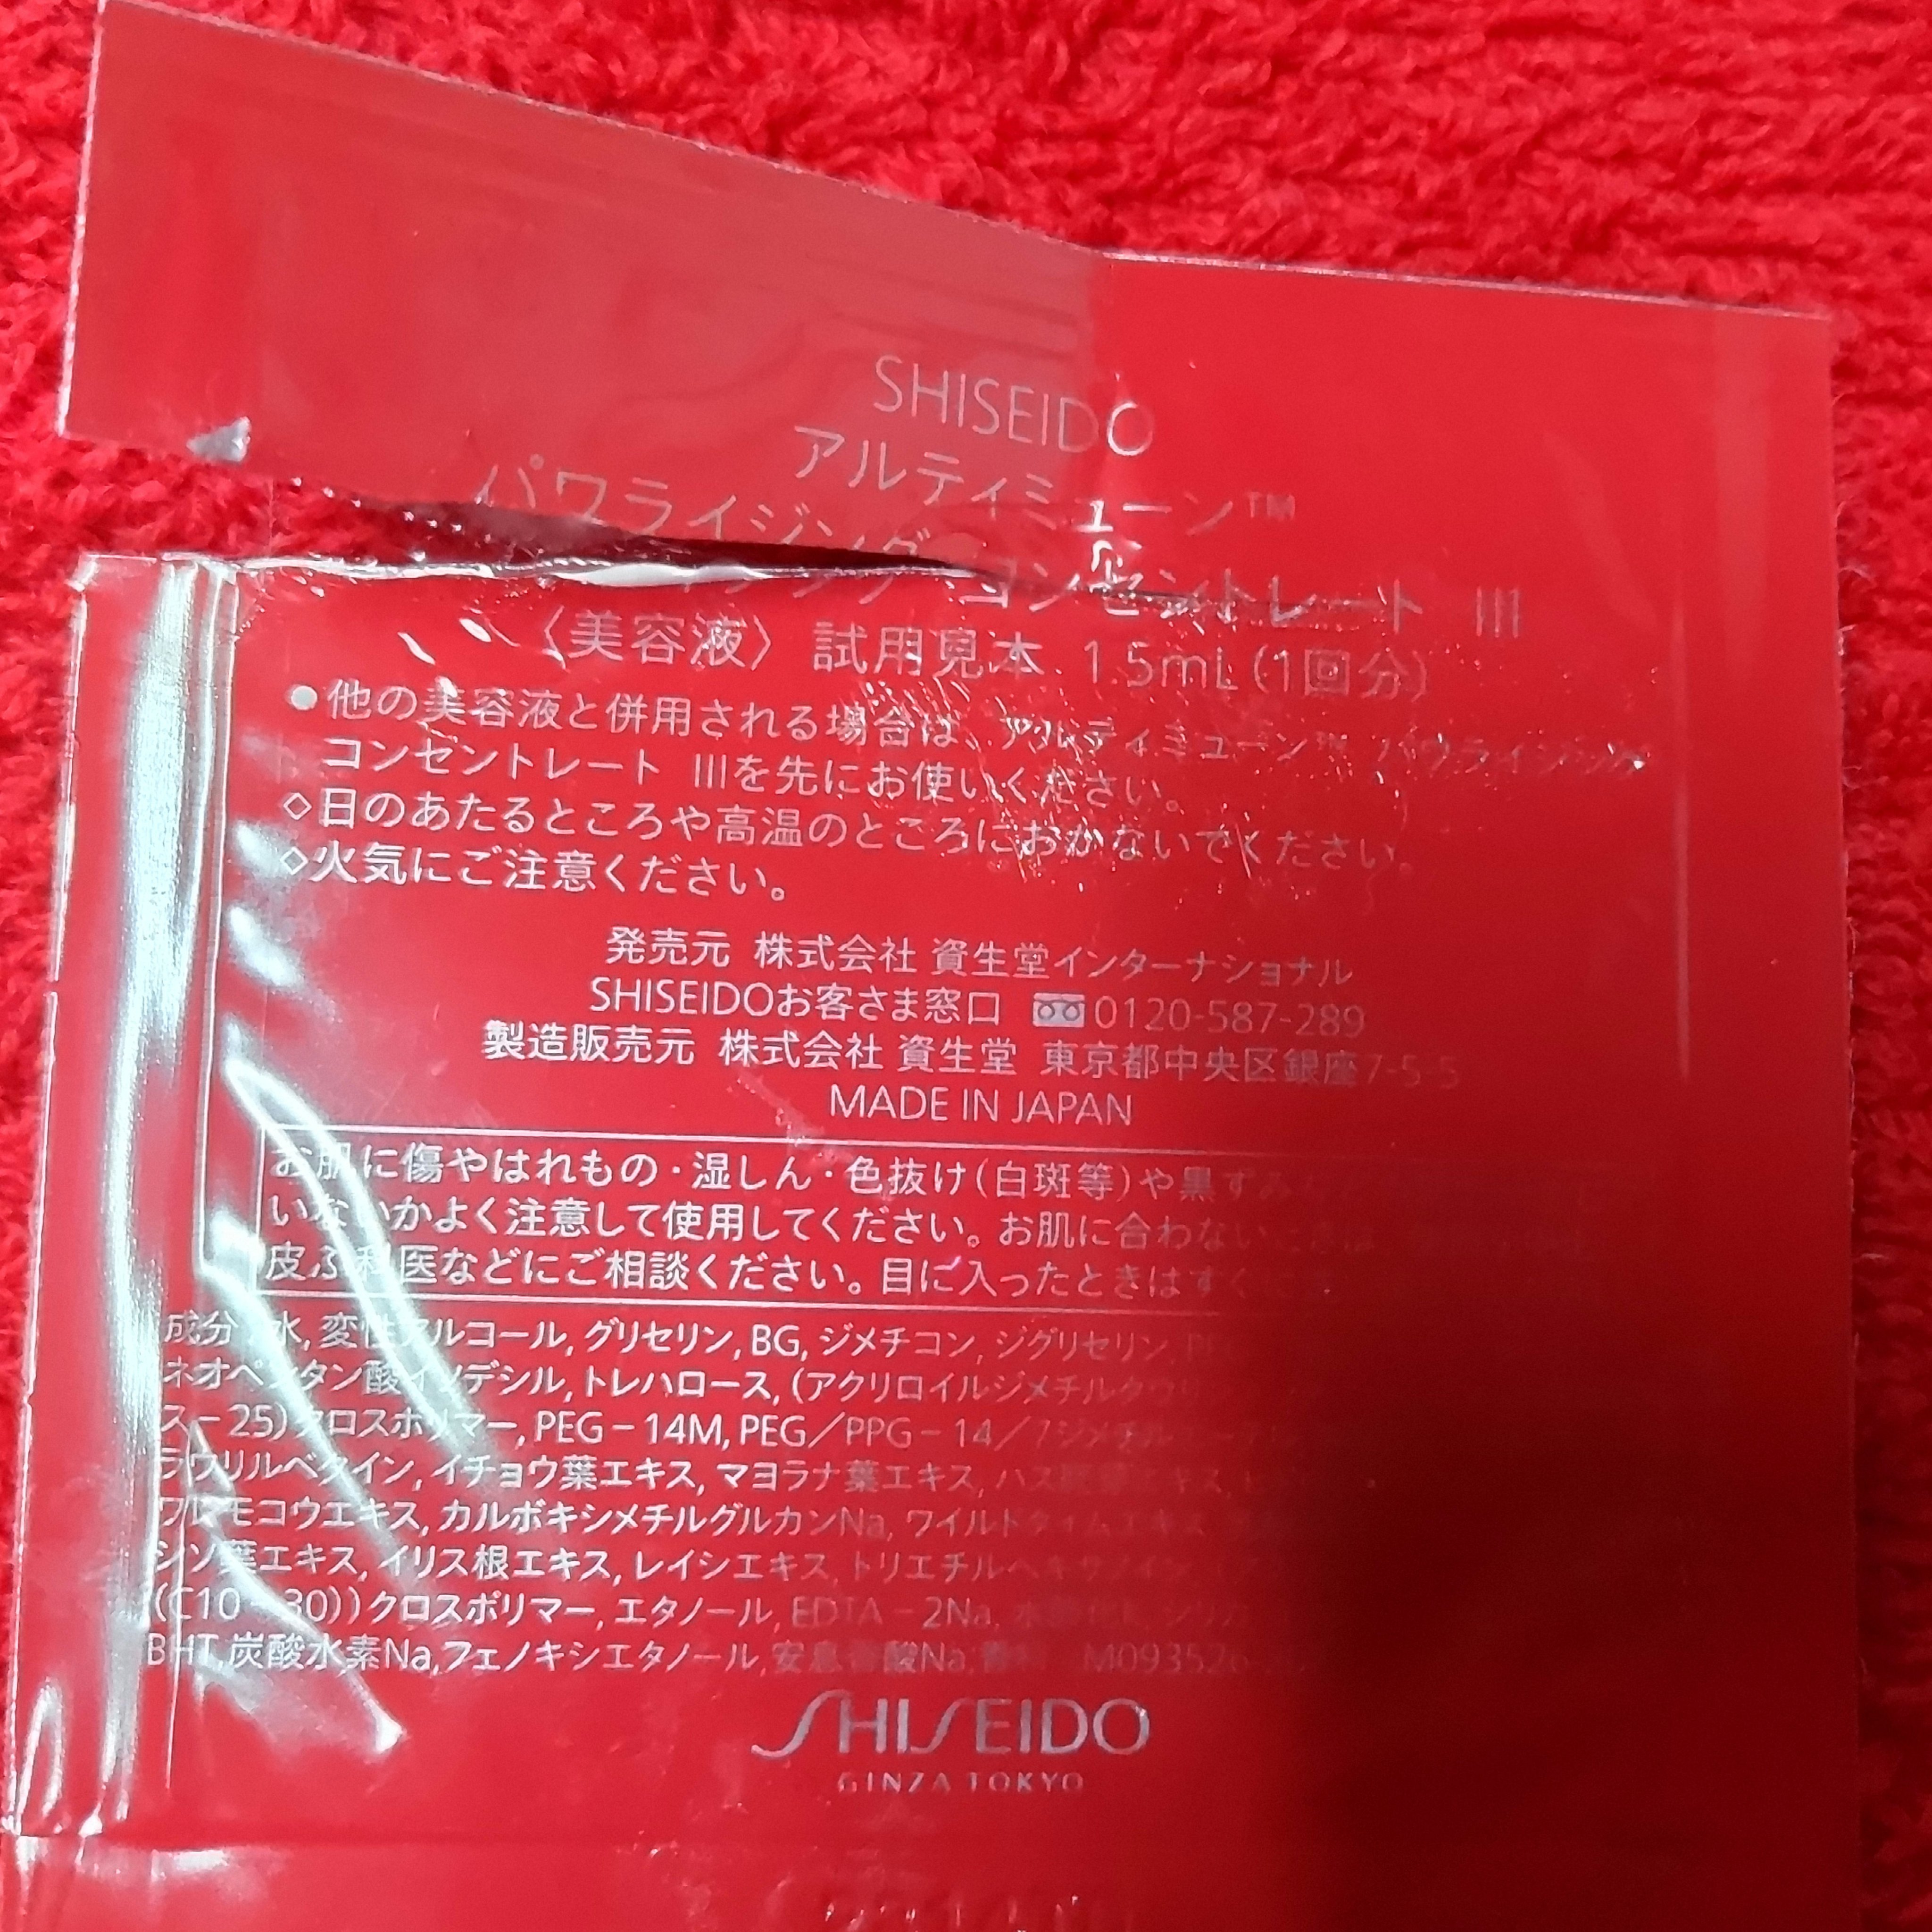 SHISEIDO
アルティミューン™
パワライジング コンセントレート III
〈美容液〉 試用見本 1.5mL (1回分)
●他の美容液と併用される場合は、アルティミューン™ パワライジング
コンセントレート IIIを先にお使いください。
◇日のあたるところや高温のところにおかないでください。
◇火気にご注意ください。
発売元 株式会社 資生堂インターナショナル
SHISEIDOお客さま窓口 0120-587-289
製造販売元 株式会社 資生堂 東京都中央区銀座7-5-5
MADE IN JAPAN
お肌に傷やはれもの・湿しん・色抜け(白斑等)や黒ずみ
いないかよく注意して使用してください。お肌に合わない
皮ふ科医などにご相談ください。目に入ったときはすぐに
成分 水, 変性アルコール, グリセリン, BG, ジメチコン, ジグリセリン,
ネオペンタン酸イソデシル, トレハロース, (アクリロイルジメチルタウリ
ス－25)クロスポリマー, PEG－14M, PEG／PPG－14／7ジメチル
ラウリルベタイン, イチョウ葉エキス, マヨラナ葉エキス,
ワレモコウエキス, カルボキシメチルグルカンNa, ワイルドタイムエキス
シソ葉エキス, イリス根エキス, レイシエキス, トリエチルヘキサノイン
(C10－30))クロスポリマー, エタノール, EDTA－2Na,
BHT, 炭酸水素Na, フェノキシエタノール, 安息香酸Na, 香料 M093526
SHISEIDO
GINZA TOKYO